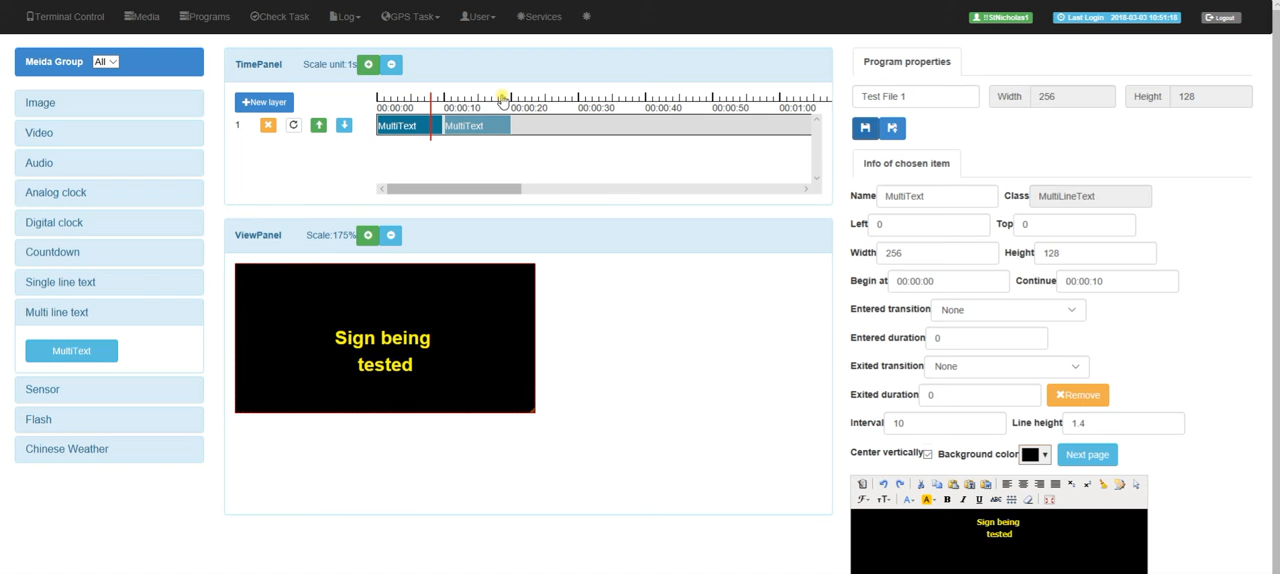 Terminal Control Media Programs Check Task Log GPS Task User Services !!StNicholas1 Last Login 2018-03-03 10:51:18 Logout
Meida Group All
Image
Video
Audio
Analog clock
Digital clock
Countdown
Single line text
Multi line text
MultiText
Sensor
Flash
Chinese Weather
TimePanel Scale unit:1s
New layer
00:00:00 00:00:10 00:00:20 00:00:30 00:00:40 00:00:50 00:01:00
1 MultiText MultiText
ViewPanel Scale:175%
Sign being
tested
Program properties
Test File 1 Width 256 Height 128
Info of chosen item
Name MultiText Class MultiLineText
Left 0 Top 0
Width 256 Height 128
Begin at 00:00:00 Continue 00:00:10
Entered transition None
Entered duration 0
Exited transition None
Exited duration 0 Remove
Interval 10 Line height 1.4
Center vertically Background color Next page
Sign being
tested